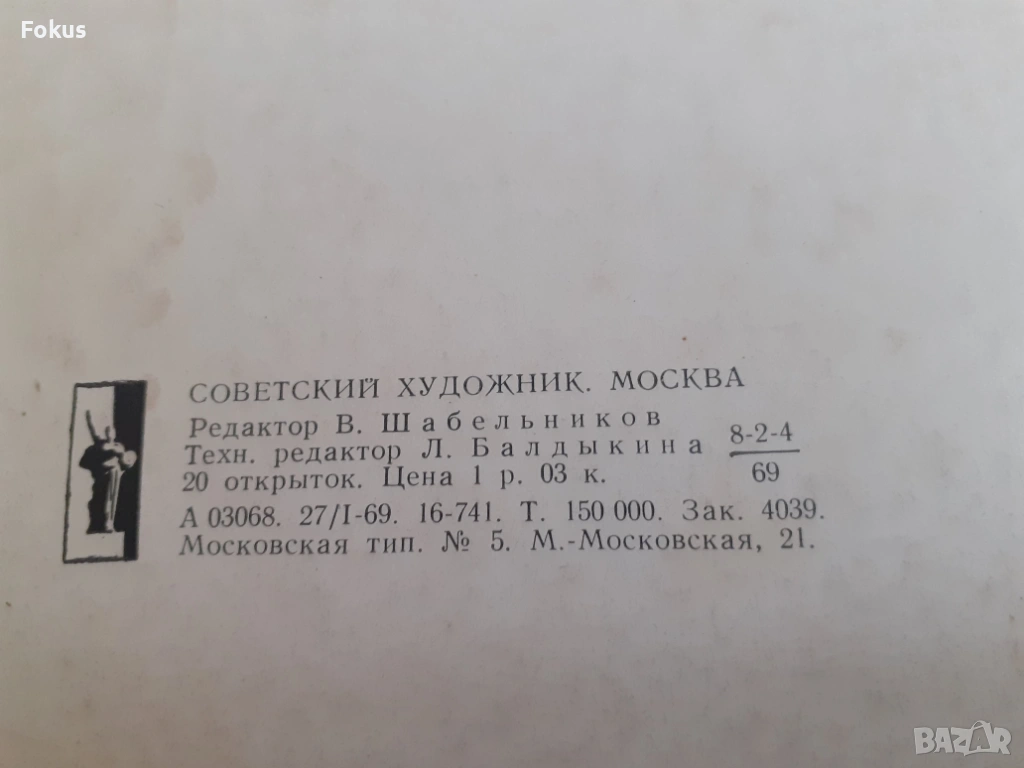 Fokus
СОВЕТСКИЙ ХУДОЖНИК. МОСКВА
Редактор В. Шабельников
Техн. редактор Л. Балдыкина
8-2-4
69
20 открыток. Цена 1 р. 03 к.
А 03068. 27/I-69. 16-741. Т. 150 000. Зак. 4039.
Московская тип. № 5. М.-Московская, 21.
BAZAR